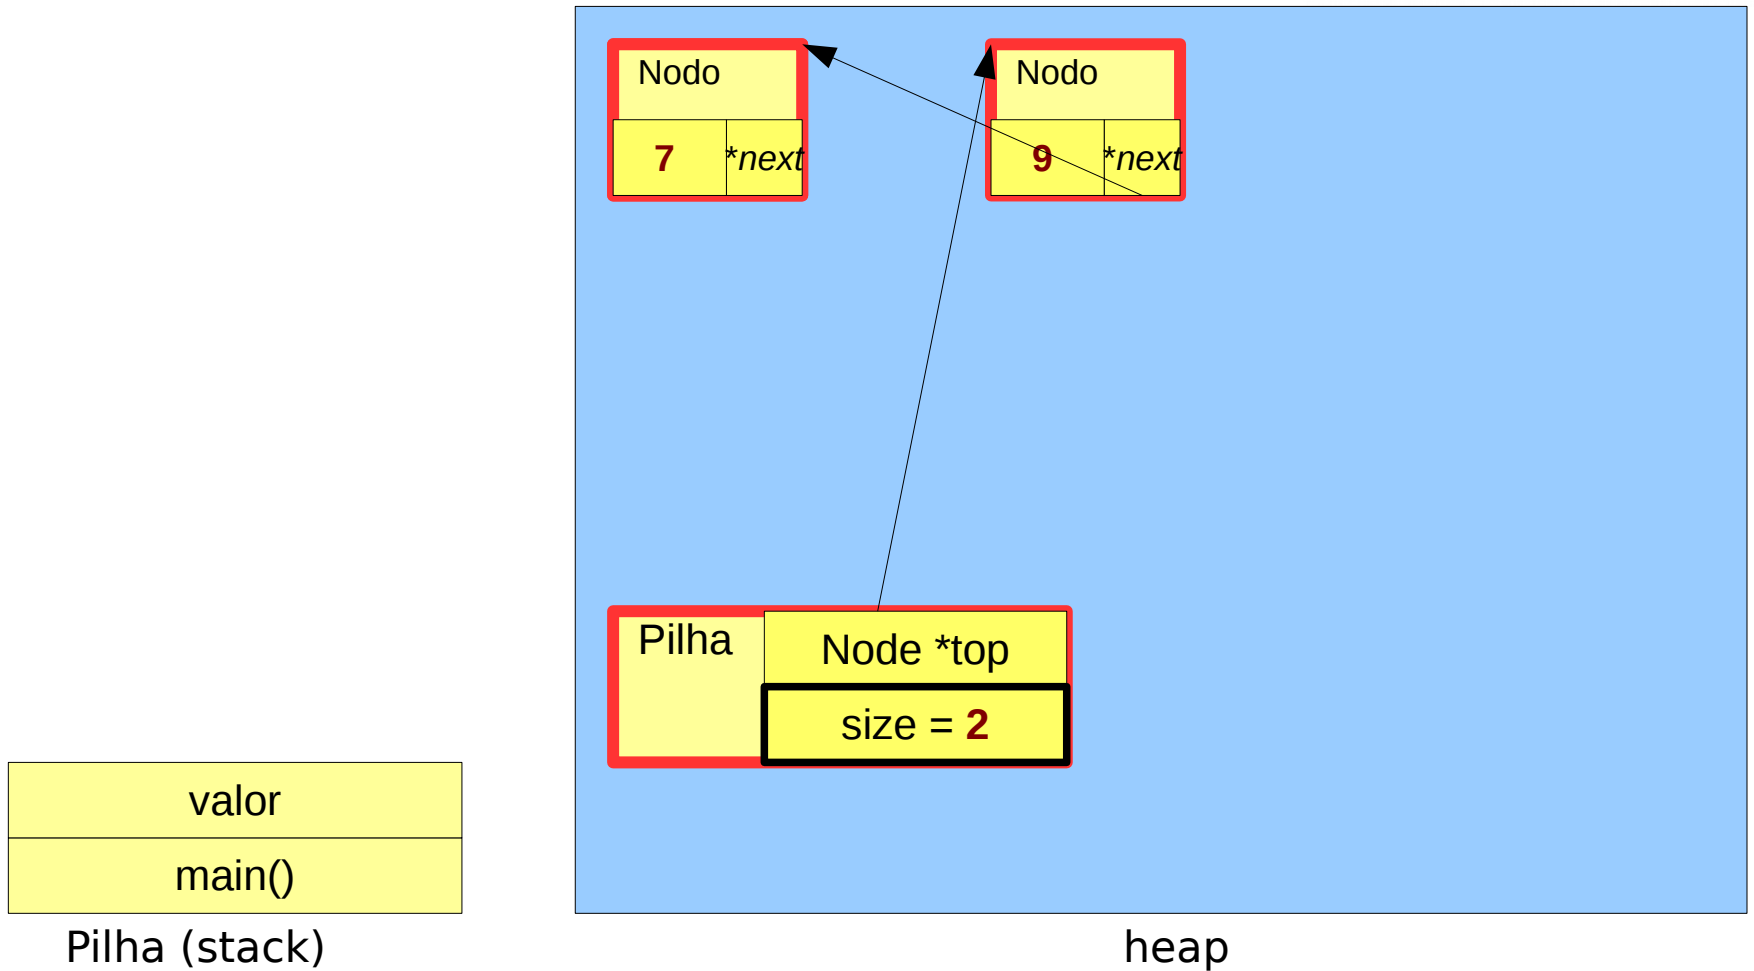 Nodo
7 *next
Nodo
9 *next
Pilha
Node *top
size = 2
valor
main()
Pilha (stack)
heap